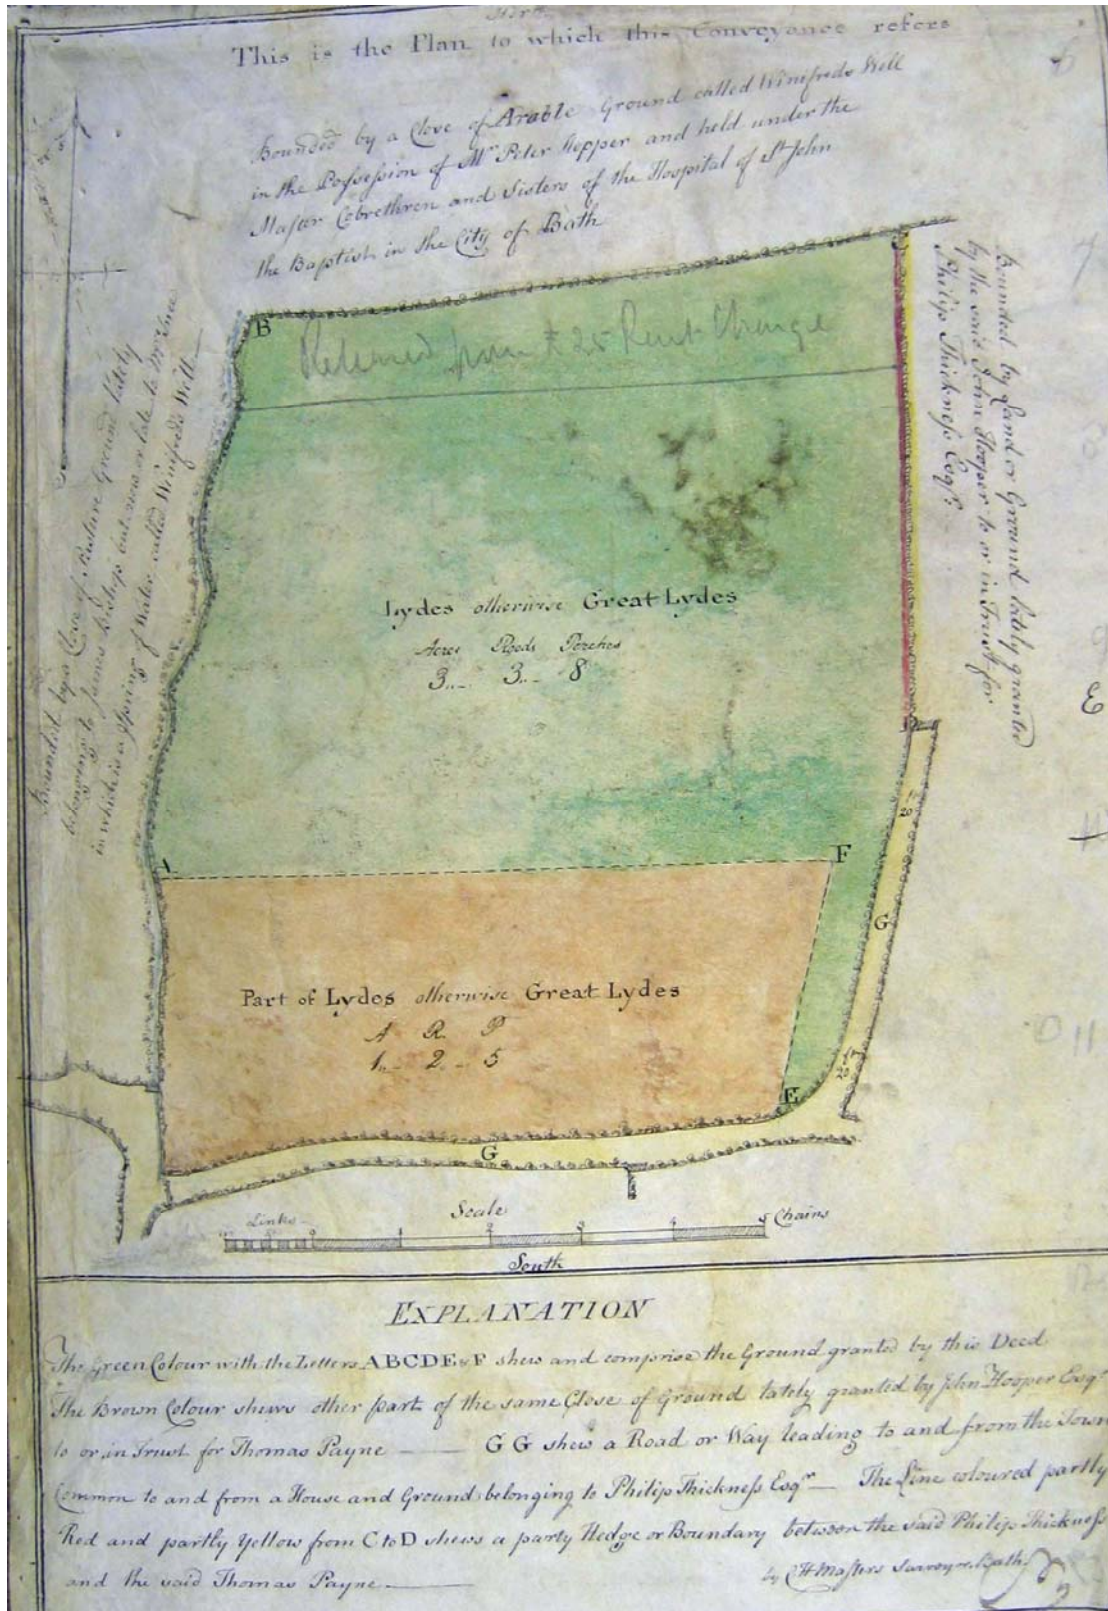 North
This is the Plan to which this Conveyance refers
Bounded by a Close of Arable Ground called Winifreds Well
in the Possession of Mr. Peter Hepper and held under the
Master Cobrethren and Sisters of the Hospital of St. John
the Baptist in the City of Bath
B
C
Released from £25 Rent Charge
Bounded by Land or Ground lately granted
by the said John Hooper to or in Trust for
Philip Thickness Esqr.
Bounded by a Close of Pasture Ground lately
belonging to James Bishop but now or late to Mr.
in which is a Spring of Water called Winifreds Well
Lydes otherwise Great Lydes
Acres Roods Perches
3 .. 3 .. 8
E
D
20
A
F
G
Part of Lydes otherwise Great Lydes
A R. P
1 .. 2 .. 5
E
G
Scale
Links
5 Chains
South
EXPLANATION
The Green Colour with the Letters ABCDE & F shew and comprise the Ground granted by this Deed
The Brown Colour shews other part of the same Close of Ground lately granted by John Hooper Esqr.
to or in Trust for Thomas Payne — G G shew a Road or Way leading to and from the Town
Common to and from a House and Ground belonging to Philip Thickness Esqr. — The Line coloured partly
Red and partly Yellow from C to D shews a party Hedge or Boundary between the said Philip Thickness
and the said Thomas Payne —
by C H Masters Surveyor Bath